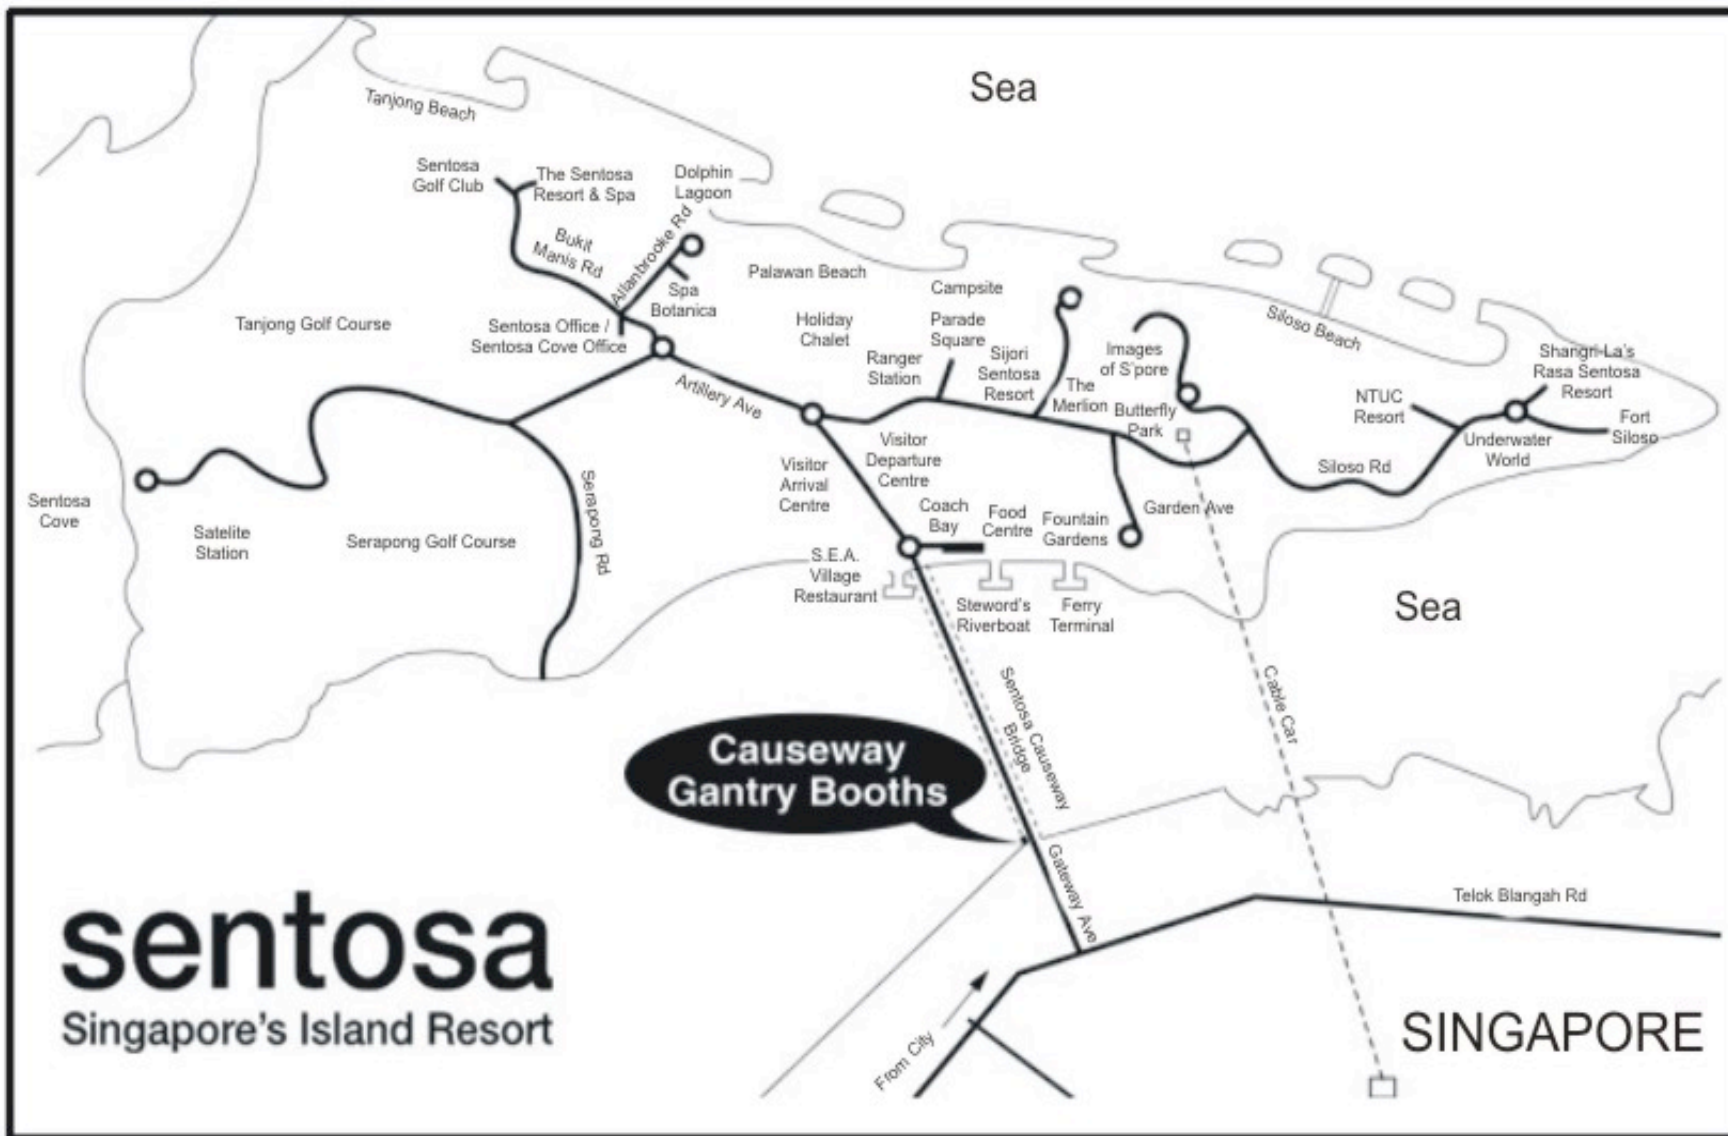 Sea
Tanjong Beach
Sentosa
Golf Club
The Sentosa
Resort & Spa
Dolphin
Lagoon
Bukit
Manis Rd
Allanbrooke Rd
Spa
Botanica
Palawan Beach
Campsite
Tanjong Golf Course
Sentosa Office /
Sentosa Cove Office
Holiday
Chalet
Parade
Square
Ranger
Station
Sijori
Sentosa
Resort
The
Merlion
Images
of S'pore
Siloso Beach
Shangri-La's
Rasa Sentosa
Resort
NTUC
Resort
Fort
Siloso
Artillery Ave
Butterfly
Park
Underwater
World
Siloso Rd
Visitor
Departure
Centre
Visitor
Arrival
Centre
Sentosa
Cove
Satelite
Station
Serapong Golf Course
Serapong Rd
Coach
Bay
Food
Centre
Fountain
Gardens
Garden Ave
S.E.A.
Village
Restaurant
Steword's
Riverboat
Ferry
Terminal
Sea
Sentosa Causeway
Bridge
Cable Car
Causeway
Gantry Booths
Gateway Ave
Telok Blangah Rd
From City
sentosa
Singapore's Island Resort
SINGAPORE